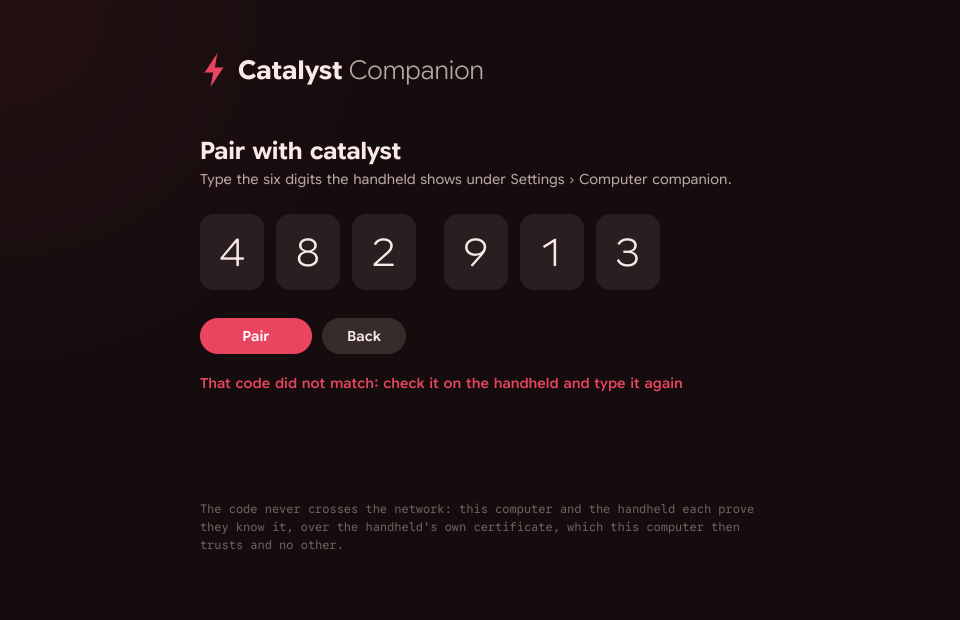 Catalyst Companion
Pair with catalyst
Type the six digits the handheld shows under Settings › Computer companion.
4 8 2 9 1 3
Pair Back
That code did not match: check it on the handheld and type it again
The code never crosses the network: this computer and the handheld each prove
they know it, over the handheld's own certificate, which this computer then
trusts and no other.